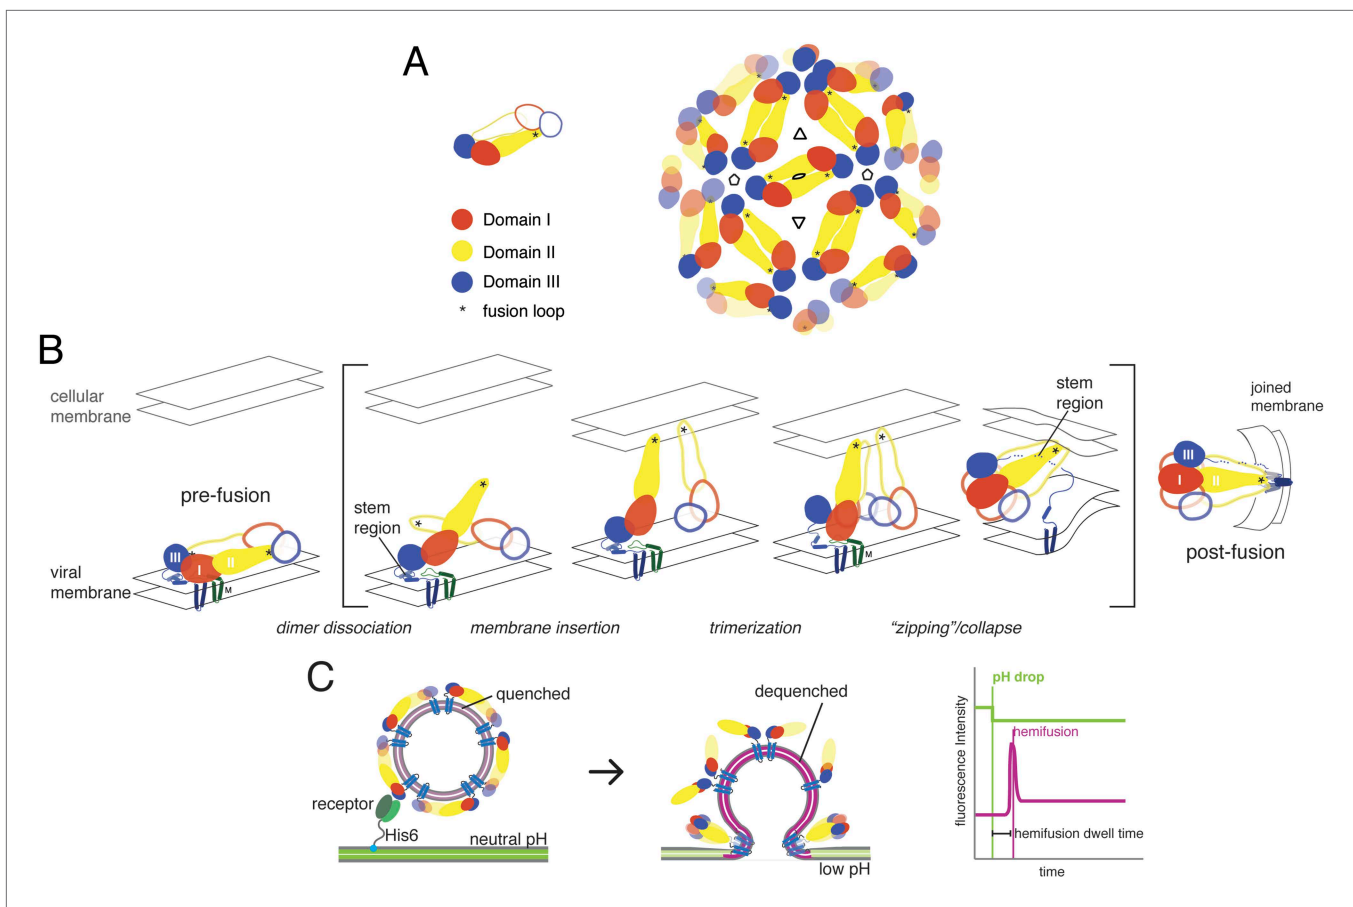 A
Domain I
Domain II
Domain III
* fusion loop
B
cellular
membrane
pre-fusion
III
I
II
M
viral
membrane
stem
region
M
stem
region
joined
membrane
III
I
II
post-fusion
dimer dissociation
membrane insertion
trimerization
"zipping"/collapse
C
quenched
receptor
His6
neutral pH
dequenched
low pH
pH drop
hemifusion
fluorescence Intensity
hemifusion dwell time
time